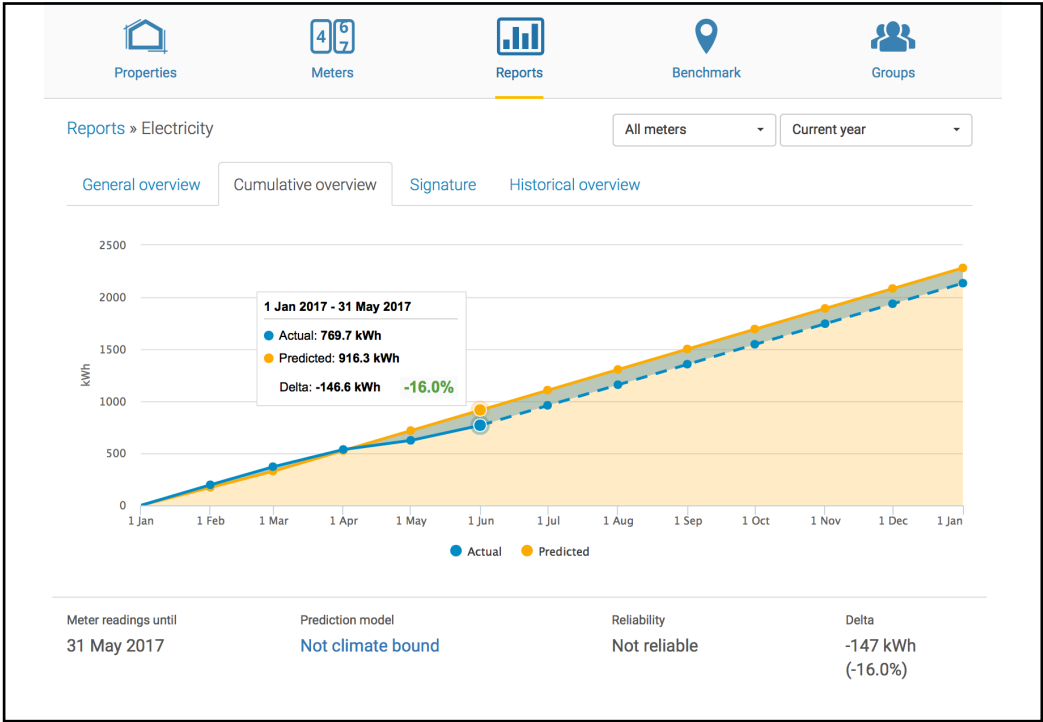 4 6 7
Properties
Meters
Reports
Benchmark
Groups
Reports » Electricity
All meters
Current year
General overview
Cumulative overview
Signature
Historical overview
2500
2000
1500
1000
500
0
kWh
1 Jan 2017 - 31 May 2017
Actual: 769.7 kWh
Predicted: 916.3 kWh
Delta: -146.6 kWh -16.0%
1 Jan 1 Feb 1 Mar 1 Apr 1 May 1 Jun 1 Jul 1 Aug 1 Sep 1 Oct 1 Nov 1 Dec 1 Jan
Actual Predicted
Meter readings until
31 May 2017
Prediction model
Not climate bound
Reliability
Not reliable
Delta
-147 kWh
(-16.0%)